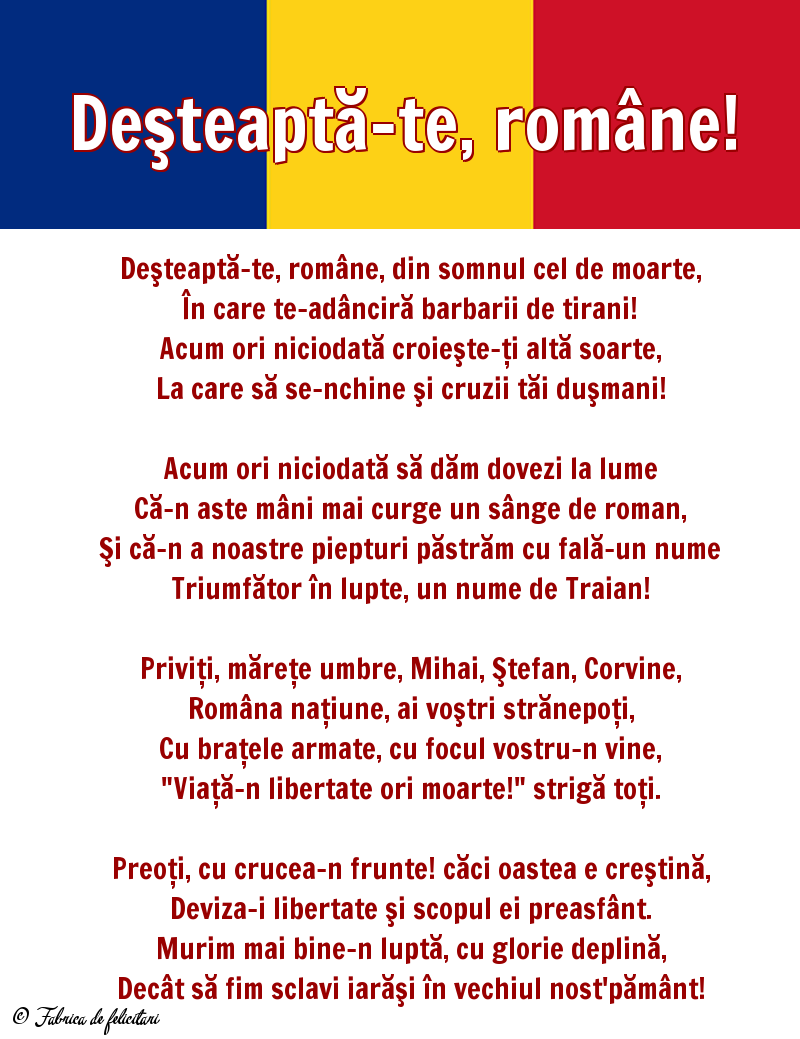 Deşteaptă-te, române!
Deşteaptă-te, române, din somnul cel de moarte,
În care te-adânciră barbarii de tirani!
Acum ori niciodată croieşte-ți altă soarte,
La care să se-nchine şi cruzii tăi duşmani!
Acum ori niciodată să dăm dovezi la lume
Că-n aste mâni mai curge un sânge de roman,
Şi că-n a noastre piepturi păstrăm cu fală-un nume
Triumfător în lupte, un nume de Traian!
Priviți, mărețe umbre, Mihai, Ştefan, Corvine,
Româna națiune, ai voştri strănepoți,
Cu brațele armate, cu focul vostru-n vine,
"Viață-n libertate ori moarte!" strigă toți.
Preoți, cu crucea-n frunte! căci oastea e creştină,
Deviza-i libertate şi scopul ei preasfânt.
Murim mai bine-n luptă, cu glorie deplină,
Decât să fim sclavi iarăşi în vechiul nost'pământ!
© Fabrica de felicitari